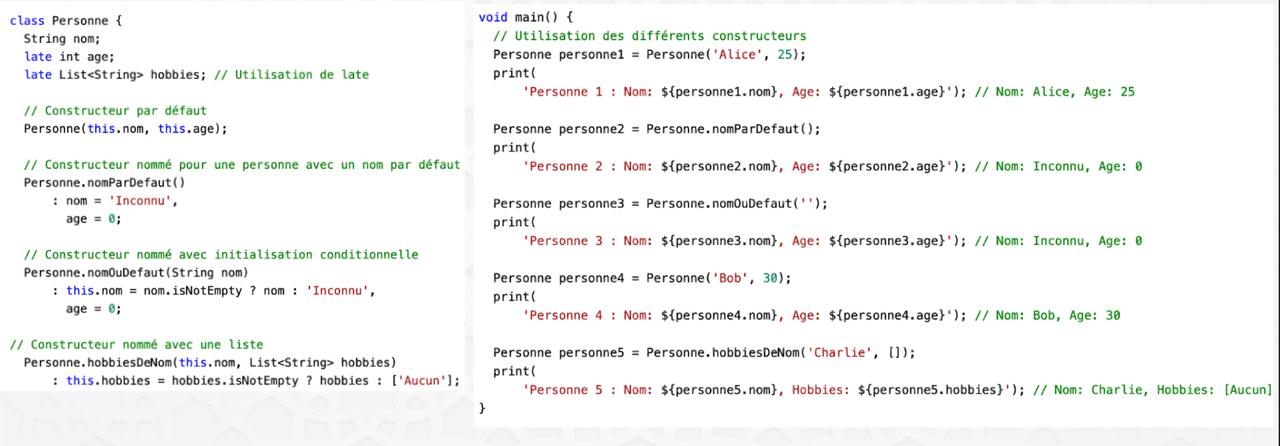 class Personne {
  String nom;
  late int age;
  late List<String> hobbies; // Utilisation de late

  // Constructeur par défaut
  Personne(this.nom, this.age);

  // Constructeur nommé pour une personne avec un nom par défaut
  Personne.nomParDefaut()
      : nom = 'Inconnu',
        age = 0;

  // Constructeur nommé avec initialisation conditionnelle
  Personne.nomOuDefaut(String nom)
      : this.nom = nom.isNotEmpty ? nom : 'Inconnu',
        age = 0;

// Constructeur nommé avec une liste
  Personne.hobbiesDeNom(this.nom, List<String> hobbies)
      : this.hobbies = hobbies.isNotEmpty ? hobbies : ['Aucun'];

void main() {
  // Utilisation des différents constructeurs
  Personne personne1 = Personne('Alice', 25);
  print(
      'Personne 1 : Nom: ${personne1.nom}, Age: ${personne1.age}'); // Nom: Alice, Age: 25

  Personne personne2 = Personne.nomParDefaut();
  print(
      'Personne 2 : Nom: ${personne2.nom}, Age: ${personne2.age}'); // Nom: Inconnu, Age: 0

  Personne personne3 = Personne.nomOuDefaut('');
  print(
      'Personne 3 : Nom: ${personne3.nom}, Age: ${personne3.age}'); // Nom: Inconnu, Age: 0

  Personne personne4 = Personne('Bob', 30);
  print(
      'Personne 4 : Nom: ${personne4.nom}, Age: ${personne4.age}'); // Nom: Bob, Age: 30

  Personne personne5 = Personne.hobbiesDeNom('Charlie', []);
  print(
      'Personne 5 : Nom: ${personne5.nom}, Hobbies: ${personne5.hobbies}'); // Nom: Charlie, Hobbies: [Aucun]
}